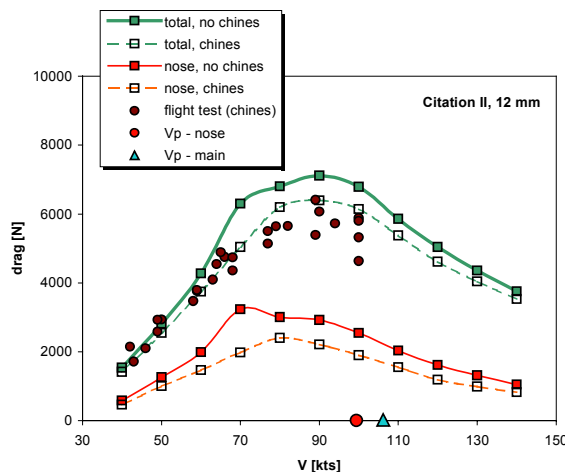 total, no chines
total, chines
nose, no chines
nose, chines
flight test (chines)
Vp - nose
Vp - main
Citation II, 12 mm
10000
8000
6000
4000
2000
0
drag [N]
30 50 70 90 110 130 150
V [kts]